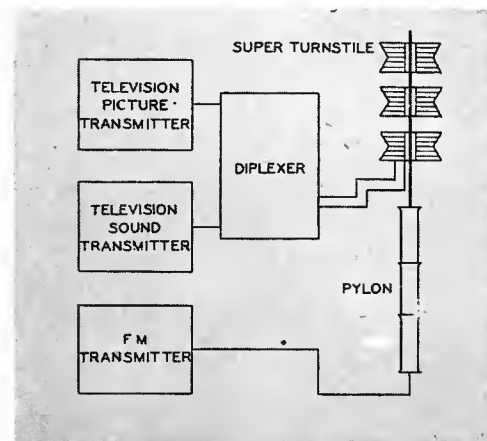 SUPER TURNSTILE
TELEVISION
PICTURE
TRANSMITTER
DIPLEXER
TELEVISION
SOUND
TRANSMITTER
PYLON
FM
TRANSMITTER